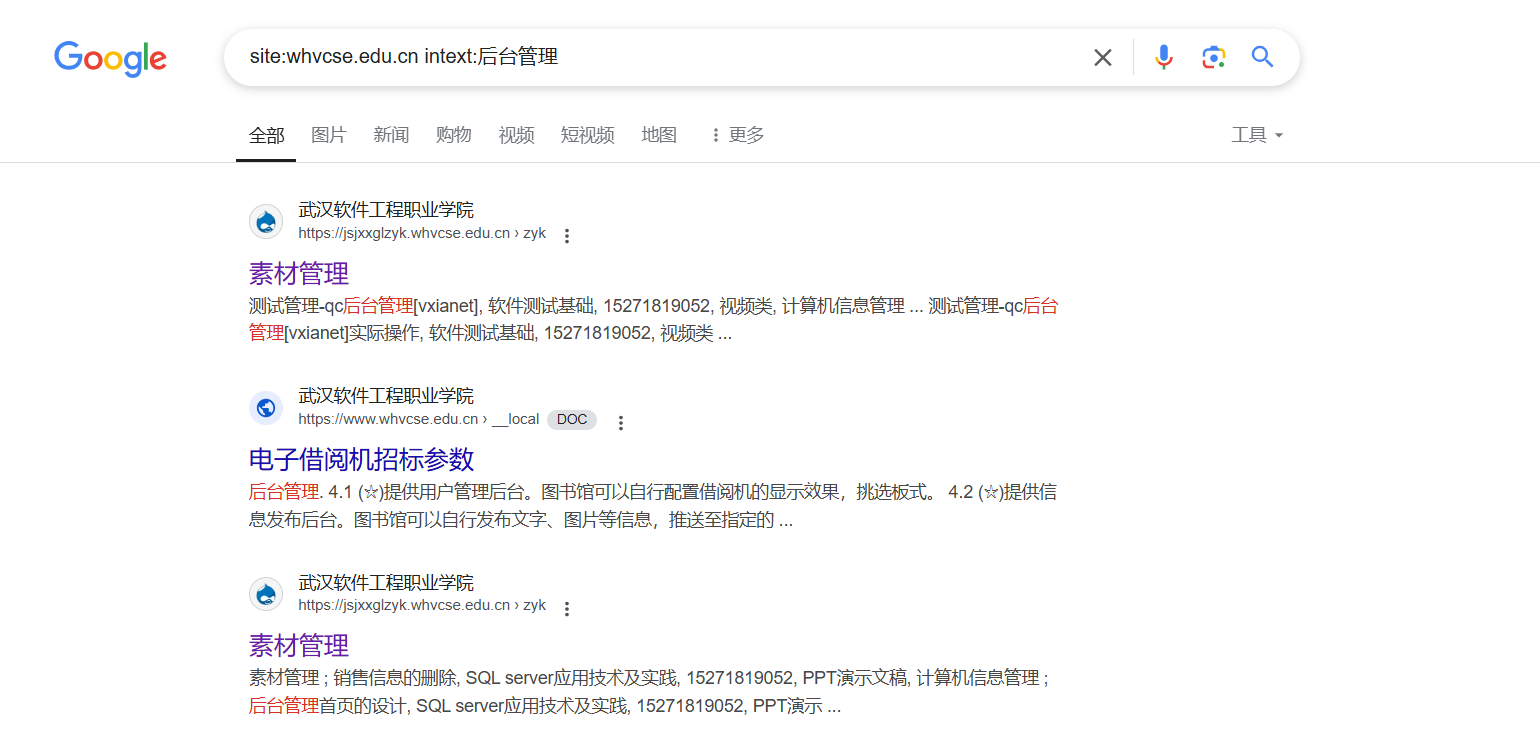 Google
site:whvcse.edu.cn intext:后台管理
全部 图片 新闻 购物 视频 短视频 地图 更多 工具
武汉软件工程职业学院
https://jsjxxglzyk.whvcse.edu.cn › zyk
素材管理
测试管理-qc后台管理[vxianet], 软件测试基础, 15271819052, 视频类, 计算机信息管理 ... 测试管理-qc后台
管理[vxianet]实际操作, 软件测试基础, 15271819052, 视频类 ...
武汉软件工程职业学院
https://www.whvcse.edu.cn › __local DOC
电子借阅机招标参数
后台管理. 4.1 (☆)提供用户管理后台。图书馆可以自行配置借阅机的显示效果，挑选板式。 4.2 (☆)提供信
息发布后台。图书馆可以自行发布文字、图片等信息，推送至指定的 ...
武汉软件工程职业学院
https://jsjxxglzyk.whvcse.edu.cn › zyk
素材管理
素材管理 ; 销售信息的删除, SQL server应用技术及实践, 15271819052, PPT演示文稿, 计算机信息管理 ;
后台管理首页的设计, SQL server应用技术及实践, 15271819052, PPT演示 ...